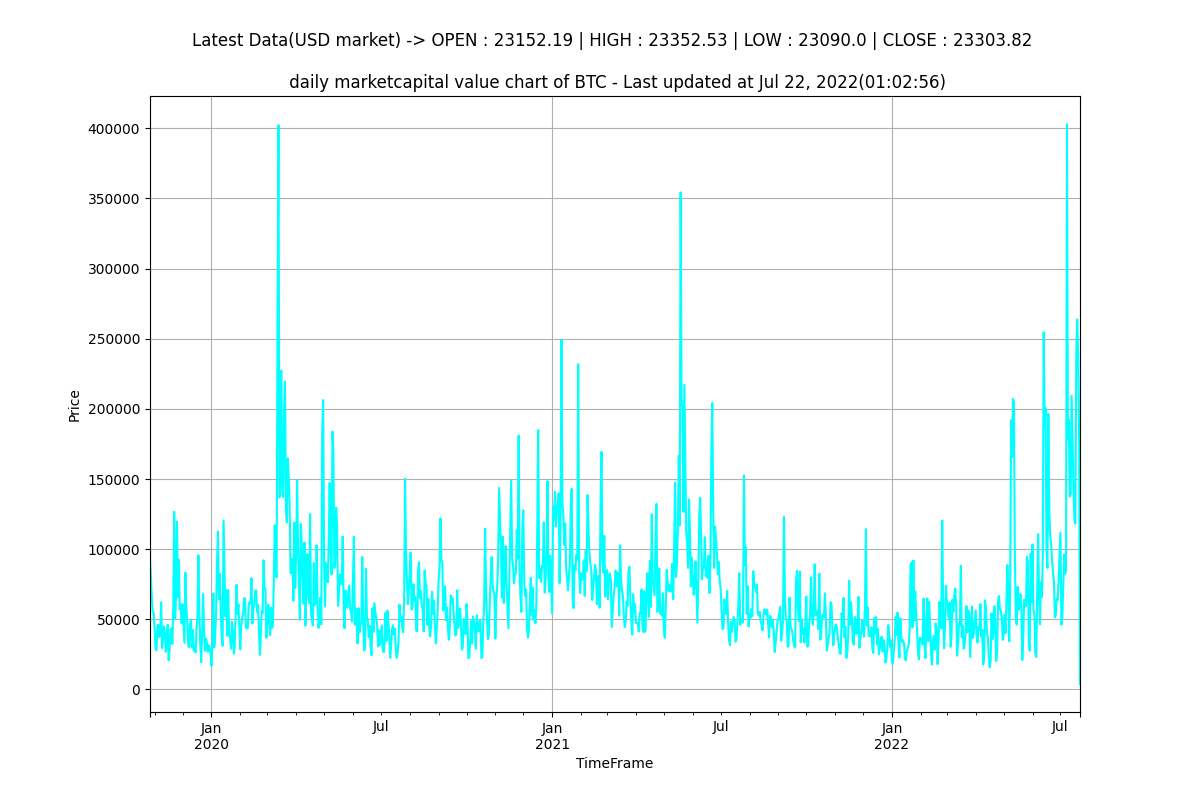 Latest Data(USD market) -> OPEN : 23152.19 | HIGH : 23352.53 | LOW : 23090.0 | CLOSE : 23303.82
daily marketcapital value chart of BTC - Last updated at Jul 22, 2022(01:02:56)
400000
350000
300000
250000
200000
150000
100000
50000
0
Price
Jan
2020
Jul
Jan
2021
Jul
Jan
2022
Jul
TimeFrame